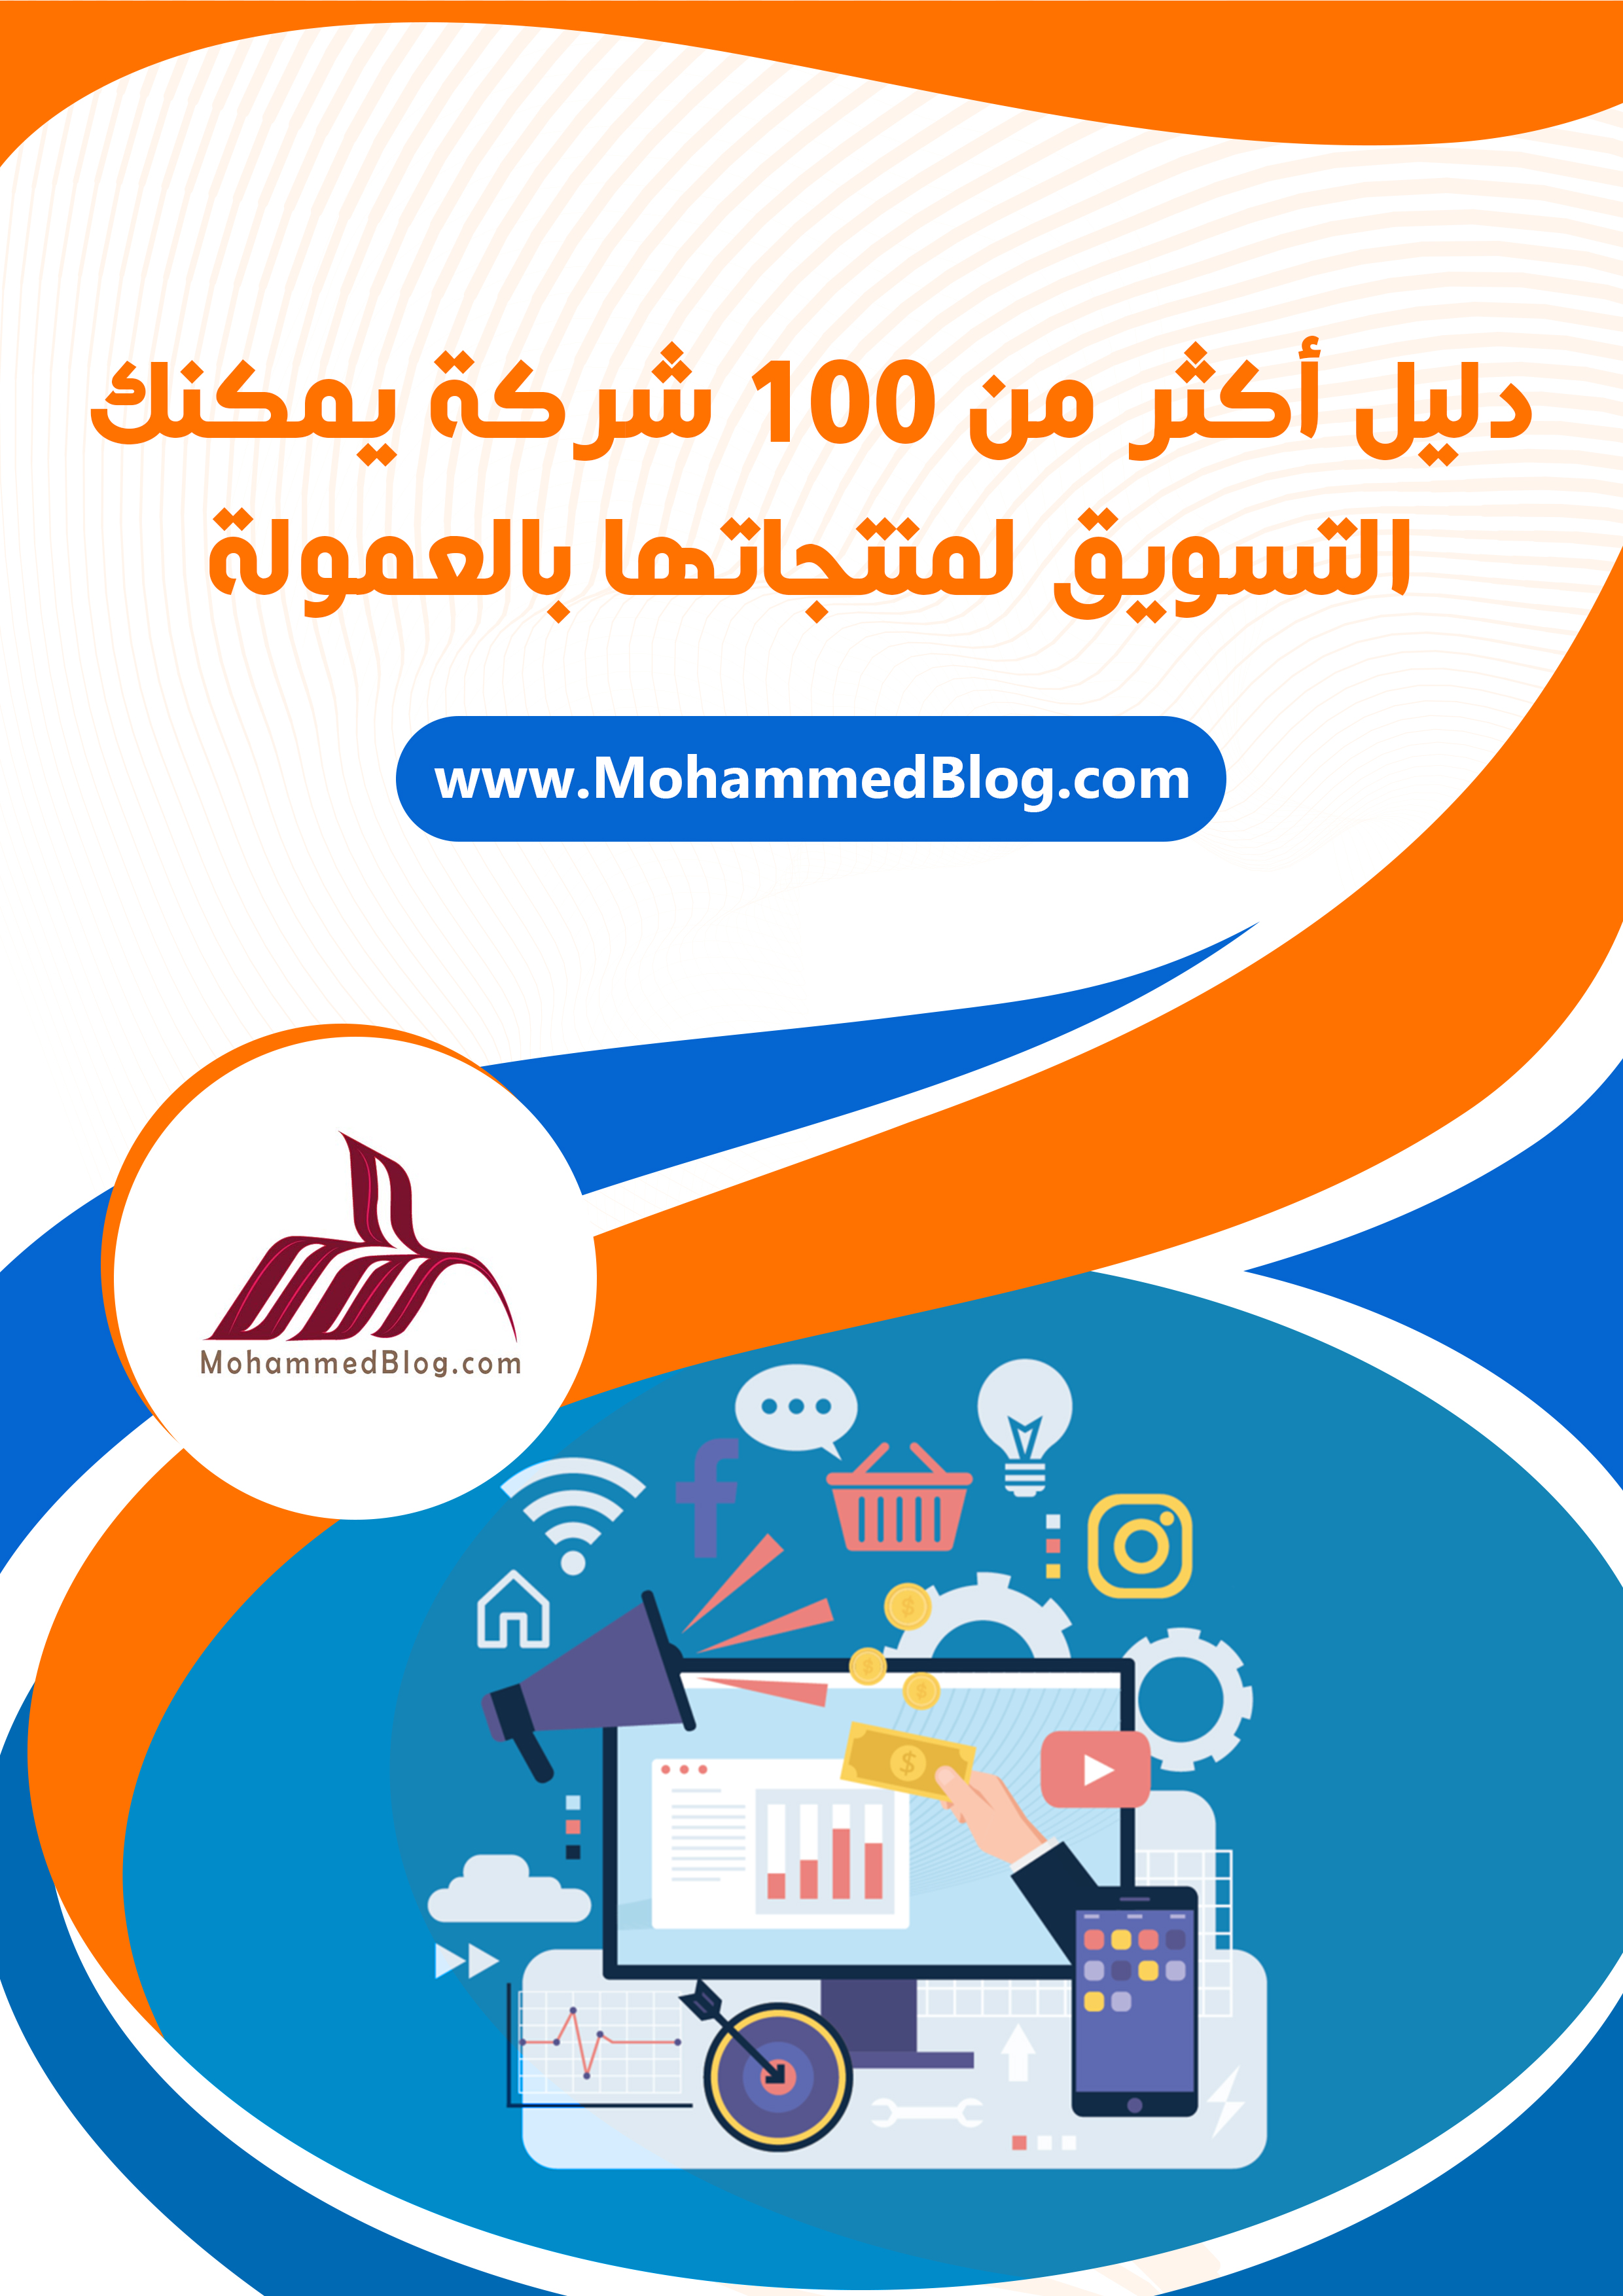 دليل أكثر من 100 شركة يمكنك
التسويق لمنتجاتها بالعمولة
www.MohammedBlog.com
MohammedBlog.com